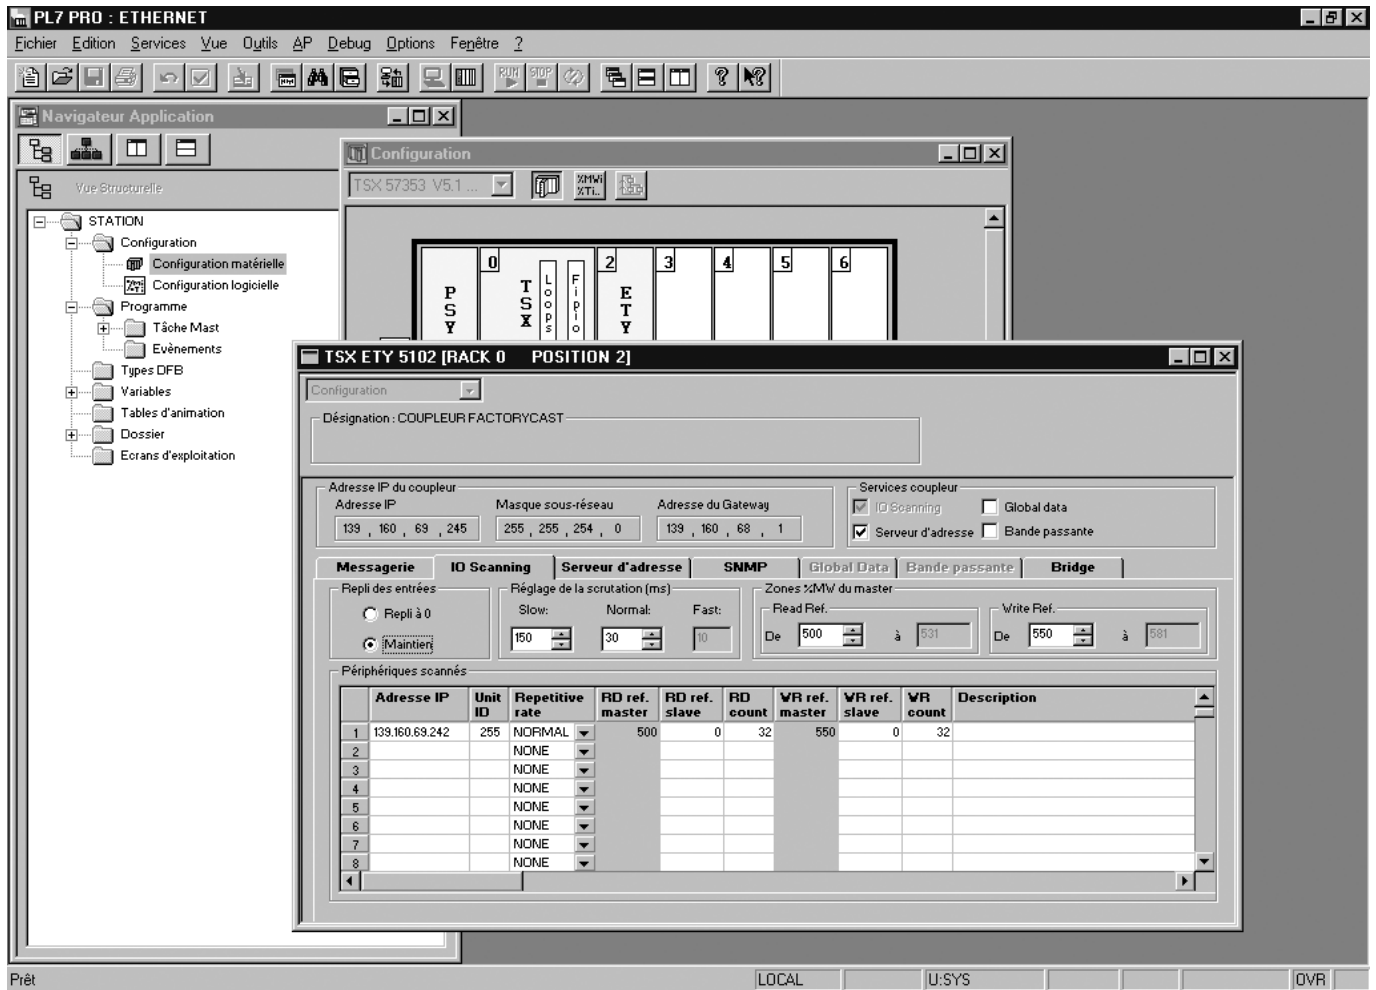 PL7 PRO : ETHERNET
Fichier Edition Services Vue Outils AP Debug Options Fenêtre ?
RUN STOP
Navigateur Application
Vue Structurelle
STATION
Configuration
Configuration matérielle
Configuration logicielle
Programme
Tâche Mast
Evènements
Types DFB
Variables
Tables d'animation
Dossier
Ecrans d'exploitation
Configuration
TSX 57353 V5.1 ...
%MWi
%Ti..
0 2 3 4 5 6
PSY
TSX
Loops
Fipio
ETY
TSX ETY 5102 [RACK 0 POSITION 2]
Configuration
Désignation : COUPLEUR FACTORYCAST
Adresse IP du coupleur
Adresse IP Masque sous-réseau Adresse du Gateway
139 , 160 , 69 , 245 255 , 255 , 254 , 0 139 , 160 , 68 , 1
Services coupleur
IO Scanning Global data
Serveur d'adresse Bande passante
Messagerie IO Scanning Serveur d'adresse SNMP Global Data Bande passante Bridge
Repli des entrées
Repli à 0
Maintien
Réglage de la scrutation (ms)
Slow: Normal: Fast:
150 30 10
Zones %MW du master
Read Ref.
De 500 à 531
Write Ref.
De 550 à 581
Périphériques scannés
Adresse IP Unit ID Repetitive rate RD ref. master RD ref. slave RD count WR ref. master WR ref. slave WR count Description
1 139.160.69.242 255 NORMAL 500 0 32 550 0 32
2 NONE
3 NONE
4 NONE
5 NONE
6 NONE
7 NONE
8 NONE
Prêt LOCAL U:SYS OVR